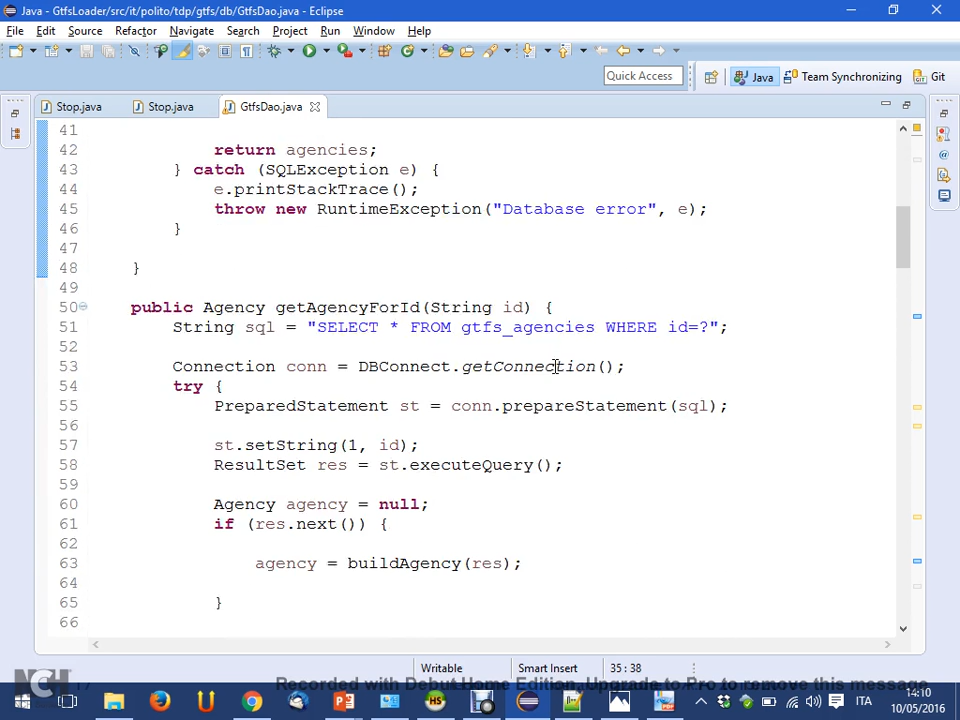 Java - GtfsLoader/src/it/polito/tdp/gtfs/db/GtfsDao.java - Eclipse
File Edit Source Refactor Navigate Search Project Run Window Help
Quick Access
Java
Team Synchronizing
Git
Stop.java
Stop.java
GtfsDao.java
41
42 return agencies;
43 } catch (SQLException e) {
44 e.printStackTrace();
45 throw new RuntimeException("Database error", e);
46 }
47
48 }
49
50 public Agency getAgencyForId(String id) {
51 String sql = "SELECT * FROM gtfs_agencies WHERE id=?";
52
53 Connection conn = DBConnect.getConnection();
54 try {
55 PreparedStatement st = conn.prepareStatement(sql);
56
57 st.setString(1, id);
58 ResultSet res = st.executeQuery();
59
60 Agency agency = null;
61 if (res.next()) {
62
63 agency = buildAgency(res);
64
65 }
66
Writable
Smart Insert
35 : 38
NCH
Recorded with Debut Home Edition. Upgrade to Pro to remove this message
ITA
14:10
10/05/2016